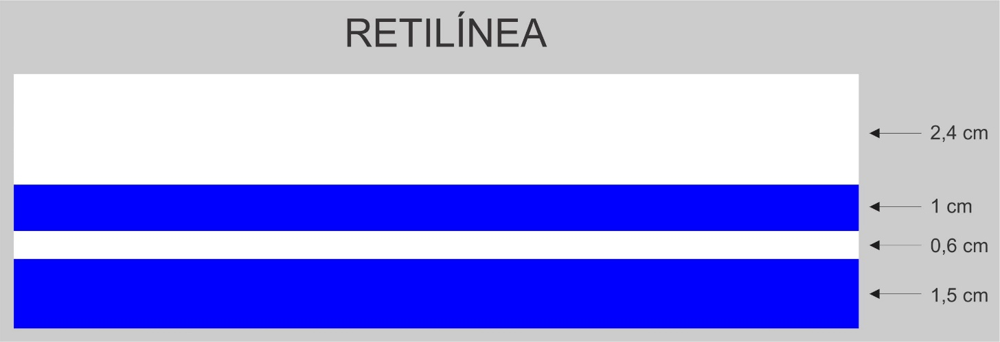 RETILÍNEA
2,4 cm
1 cm
0,6 cm
1,5 cm